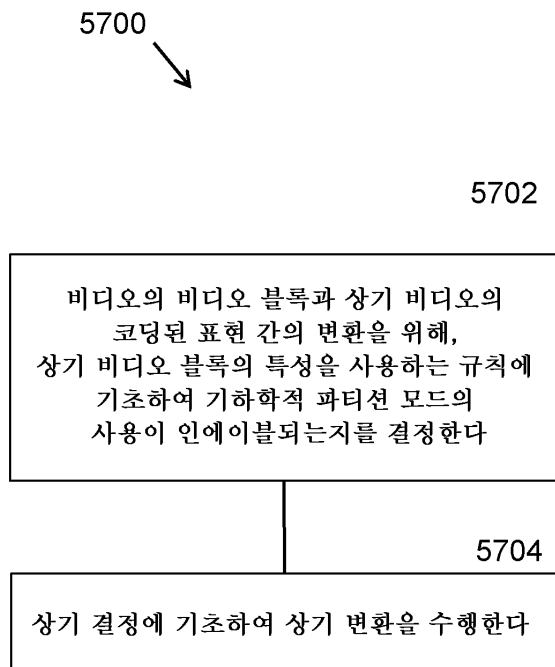 5700
5702
비디오의 비디오 블록과 상기 비디오의
코딩된 표현 간의 변환을 위해,
상기 비디오 블록의 특성을 사용하는 규칙에
기초하여 기하학적 파티션 모드의
사용이 인에이블되는지를 결정한다
5704
상기 결정에 기초하여 상기 변환을 수행한다